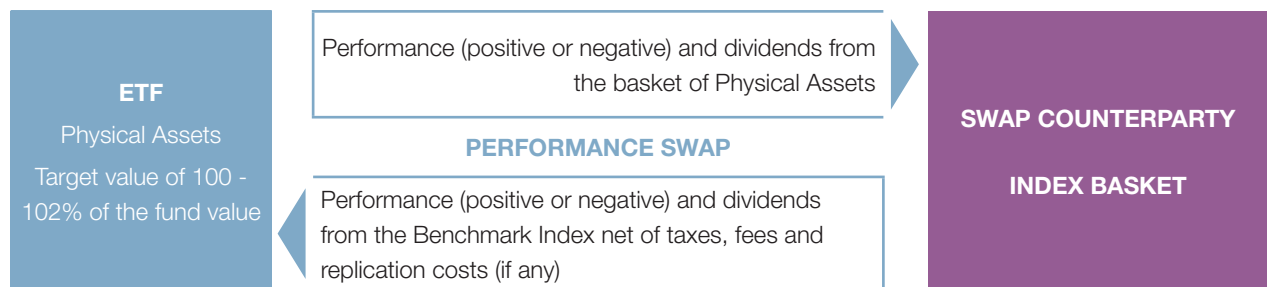 ETF
Physical Assets
Target value of 100 -
102% of the fund value
Performance (positive or negative) and dividends from
the basket of Physical Assets
PERFORMANCE SWAP
Performance (positive or negative) and dividends
from the Benchmark Index net of taxes, fees and
replication costs (if any)
SWAP COUNTERPARTY
INDEX BASKET